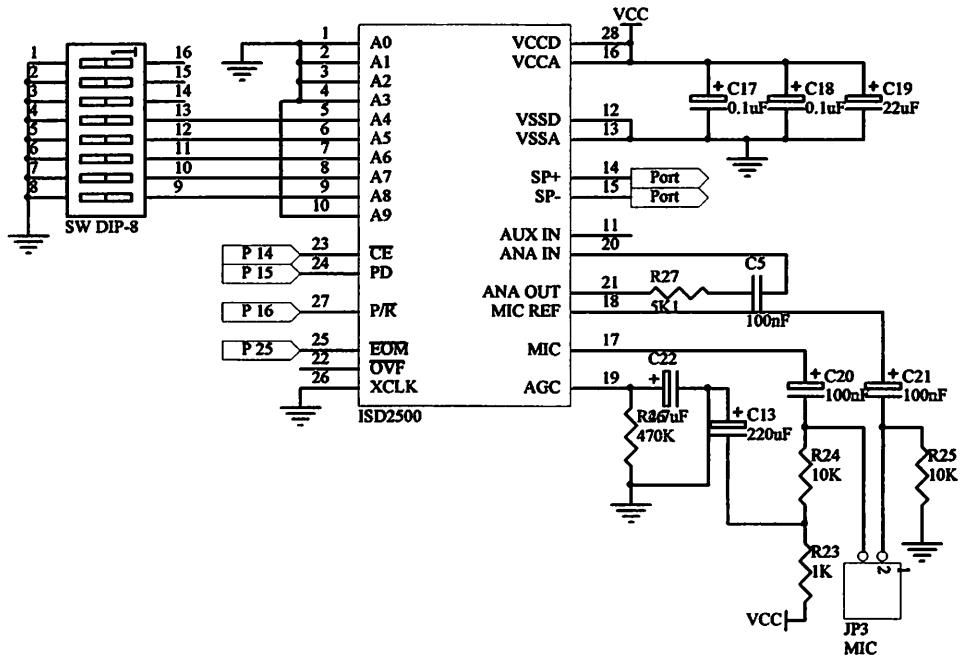 VCC
1 16
2 15
3 14
4 13
5 12
6 11
7 10
8 9
SW DIP-8
1 A0
2 A1
3 A2
4 A3
5 A4
6 A5
7 A6
8 A7
9 A8
10 A9
P 14 23 CE
P 15 24 PD
P 16 27 P/R
P 25 25 EOM
22 OVF
26 XCLK
ISD2500
VCCD 28
VCCA 16
VSSD 12
VSSA 13
SP+ 14 Port
SP- 15 Port
AUX IN 11
ANA IN 20
ANA OUT 21
MIC REF 18
MIC 17
AGC 19
C17
0.1uF
C18
0.1uF
C19
22uF
R27
5K1
C5
100nF
C22
470K
C13
220uF
C20
100nF
C21
100nF
R24
10K
R25
10K
R23
1K
VCC
2 1
JP3
MIC